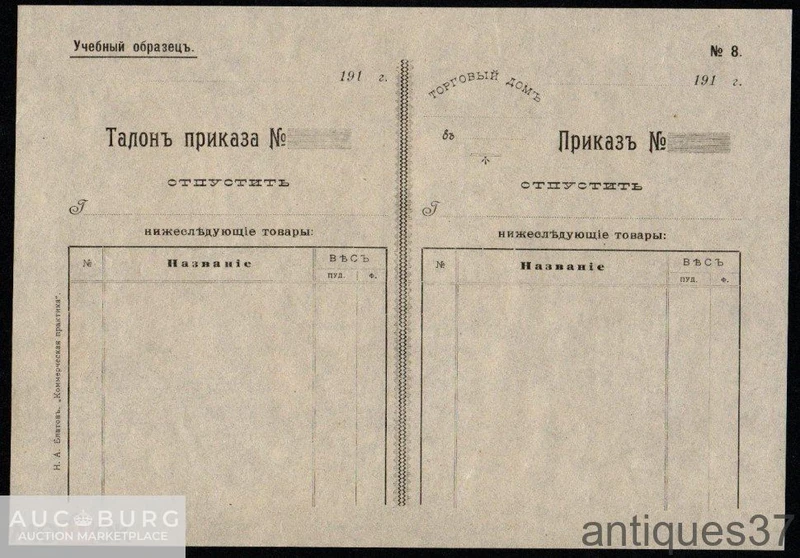 Учебный образецъ.
№ 8.
191 г.
Талонъ приказа №
ОТПУСТИТЬ
Г
нижеслѣдующіе товары:
№ Названіе ВѢСЪ
ПУД. Ф.
ТОРГОВЫЙ ДОМЪ
191 г.
въ
Приказъ №
ОТПУСТИТЬ
Г
нижеслѣдующіе товары:
№ Названіе ВѢСЪ
ПУД. Ф.
Н. А. Блатовъ, „Коммерческая практика“.
AUCBURG
AUCTION MARKETPLACE
antiques37